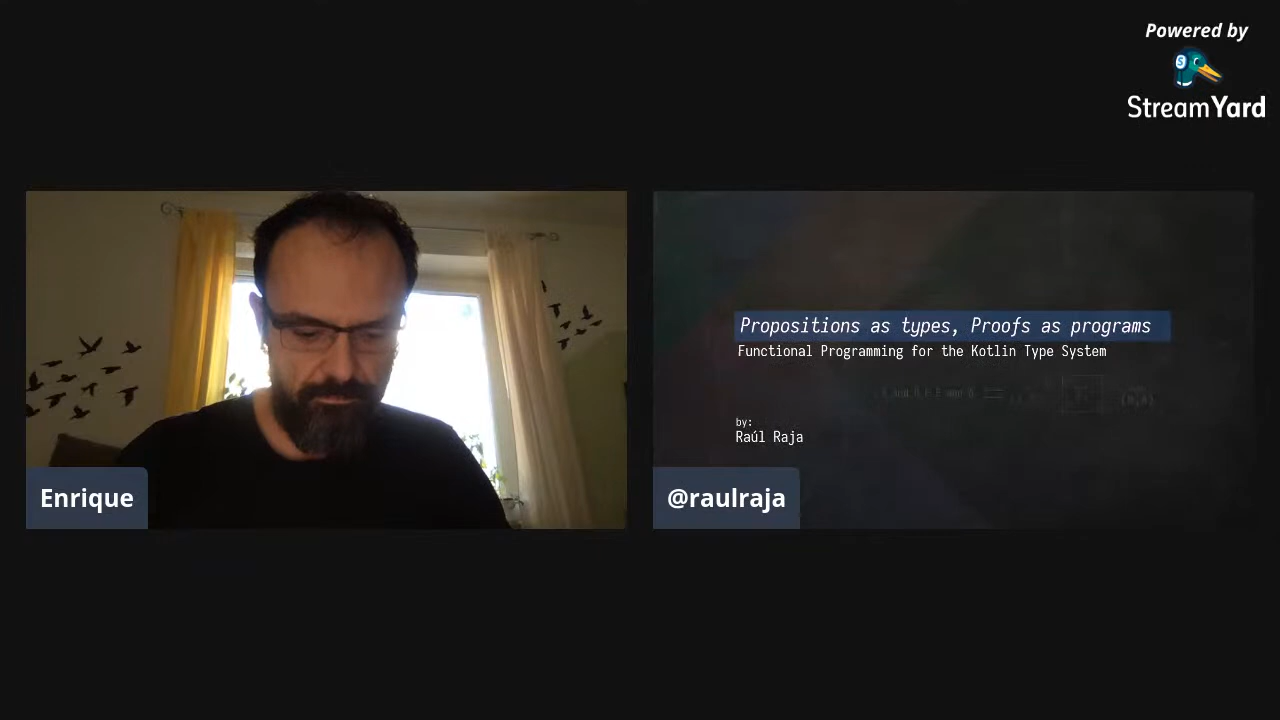 Powered by
StreamYard
Propositions as types, Proofs as programs
Functional Programming for the Kotlin Type System
by:
Raúl Raja
Enrique
@raulraja